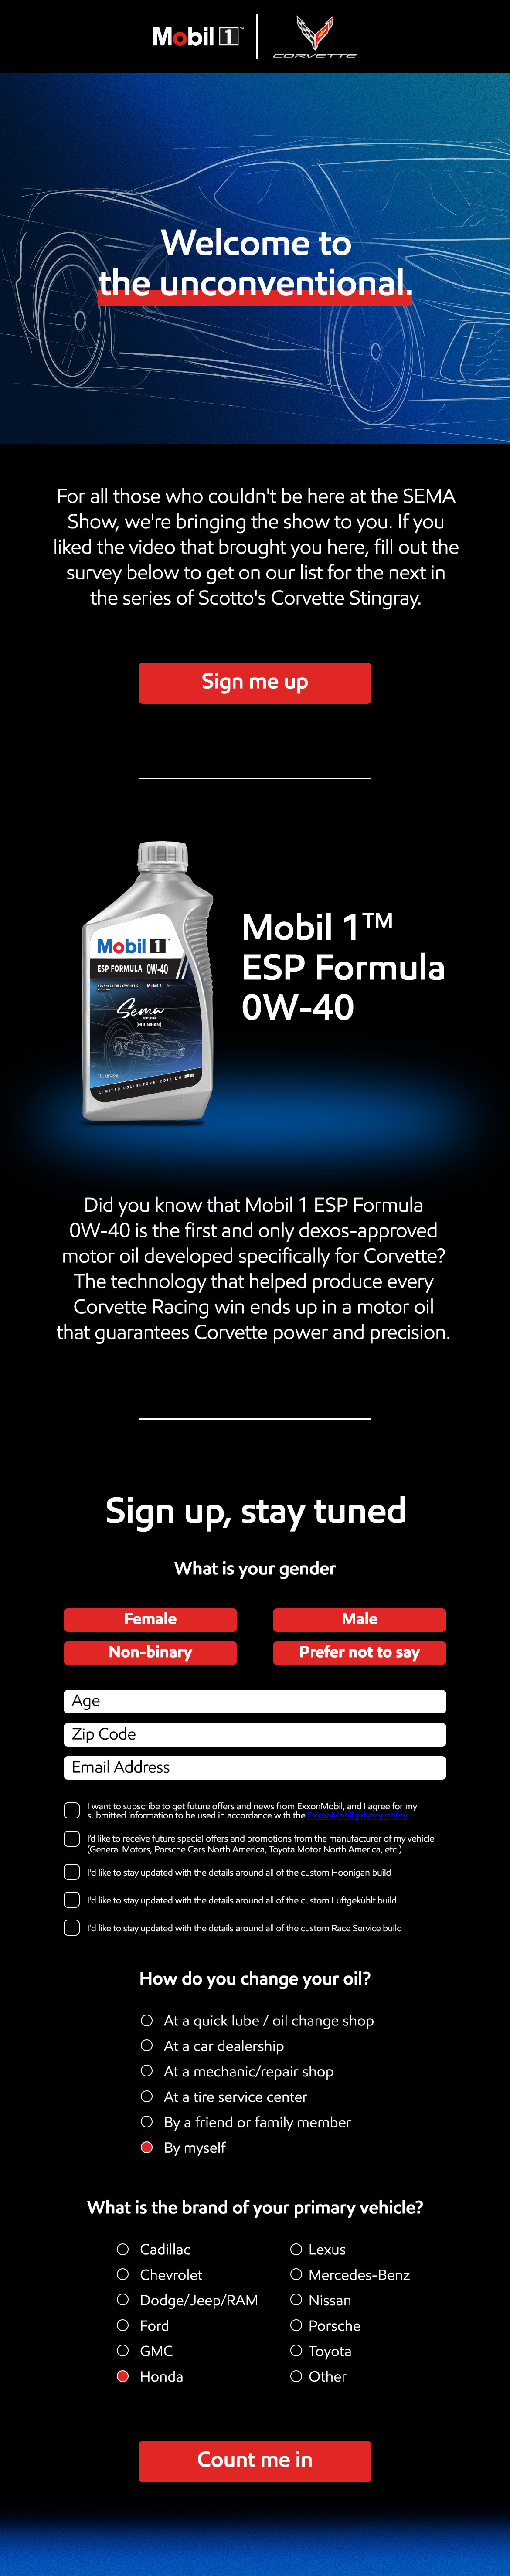 Mobil 1™
CORVETTE
Welcome to
the unconventional.
For all those who couldn't be here at the SEMA
Show, we're bringing the show to you. If you
liked the video that brought you here, fill out the
survey below to get on our list for the next in
the series of Scotto's Corvette Stingray.
Sign me up
Mobil 1™
ESP FORMULA 0W-40
ADVANCED FULL SYNTHETIC
Mobil 1
Sema
FEATURING
[HOONIGAN]
LIMITED COLLECTORS' EDITION 2021
Mobil 1™
ESP Formula
0W-40
Did you know that Mobil 1 ESP Formula
0W-40 is the first and only dexos-approved
motor oil developed specifically for Corvette?
The technology that helped produce every
Corvette Racing win ends up in a motor oil
that guarantees Corvette power and precision.
Sign up, stay tuned
What is your gender
Female
Male
Non-binary
Prefer not to say
Age
Zip Code
Email Address
I want to subscribe to get future offers and news from ExxonMobil, and I agree for my
submitted information to be used in accordance with the ExxonMobil privacy policy.
I'd like to receive future special offers and promotions from the manufacturer of my vehicle
(General Motors, Porsche Cars North America, Toyota Motor North America, etc.)
I'd like to stay updated with the details around all of the custom Hoonigan build
I'd like to stay updated with the details around all of the custom Luftgekühlt build
I'd like to stay updated with the details around all of the custom Race Service build
How do you change your oil?
At a quick lube / oil change shop
At a car dealership
At a mechanic/repair shop
At a tire service center
By a friend or family member
By myself
What is the brand of your primary vehicle?
Cadillac
Chevrolet
Dodge/Jeep/RAM
Ford
GMC
Honda
Lexus
Mercedes-Benz
Nissan
Porsche
Toyota
Other
Count me in